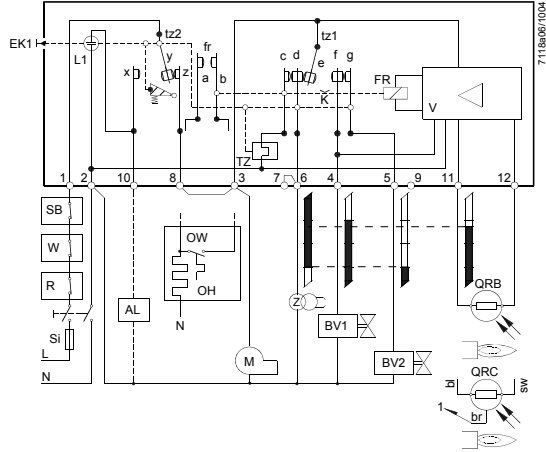 7118a06/1004
EK1
L1
tz2
y
x
z
fr
a
b
tz1
c
d
e
f
g
K
FR
V
TZ
1
2
10
8
3
7
6
4
5
9
11
12
SB
W
R
Si
L
N
AL
OW
OH
N
M
Z
BV1
BV2
QRB
QRC
bl
sw
br
1